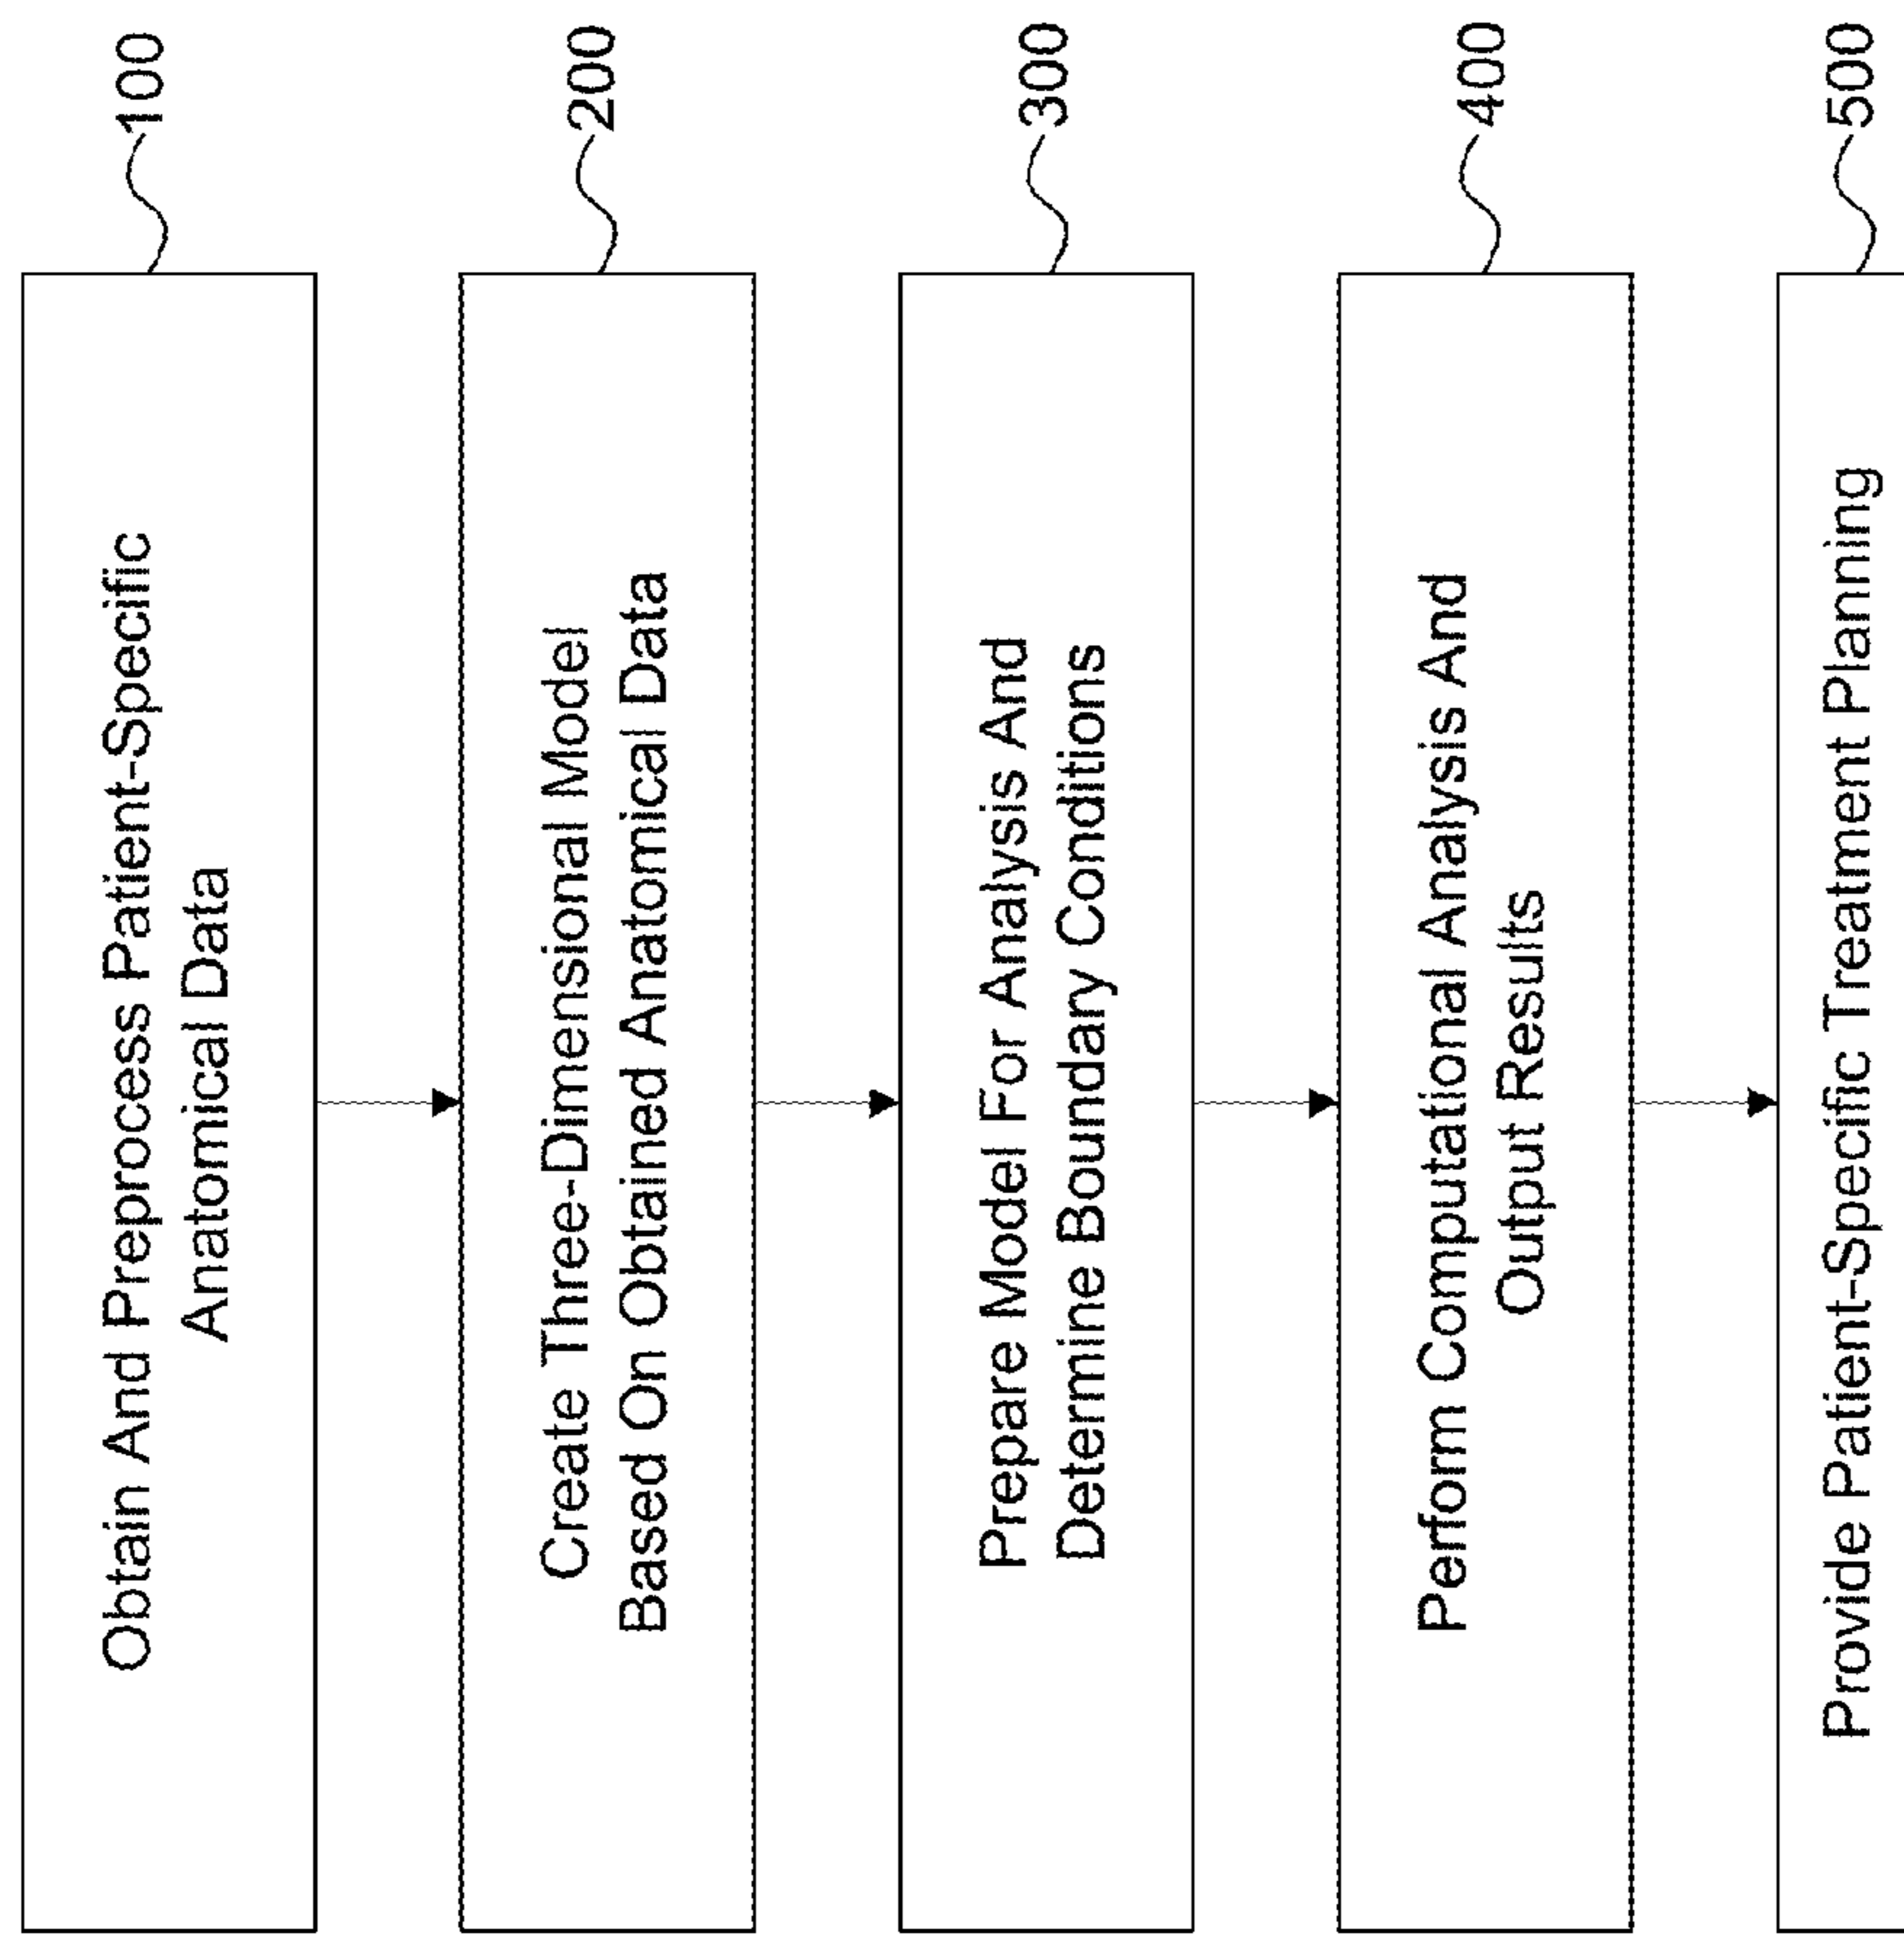 Obtain And Preprocess Patient-Specific
Anatomical Data
100
Create Three-Dimensional Model
Based On Obtained Anatomical Data
200
Prepare Model For Analysis And
Determine Boundary Conditions
300
Perform Computational Analysis And
Output Results
400
Provide Patient-Specific Treatment Planning
500